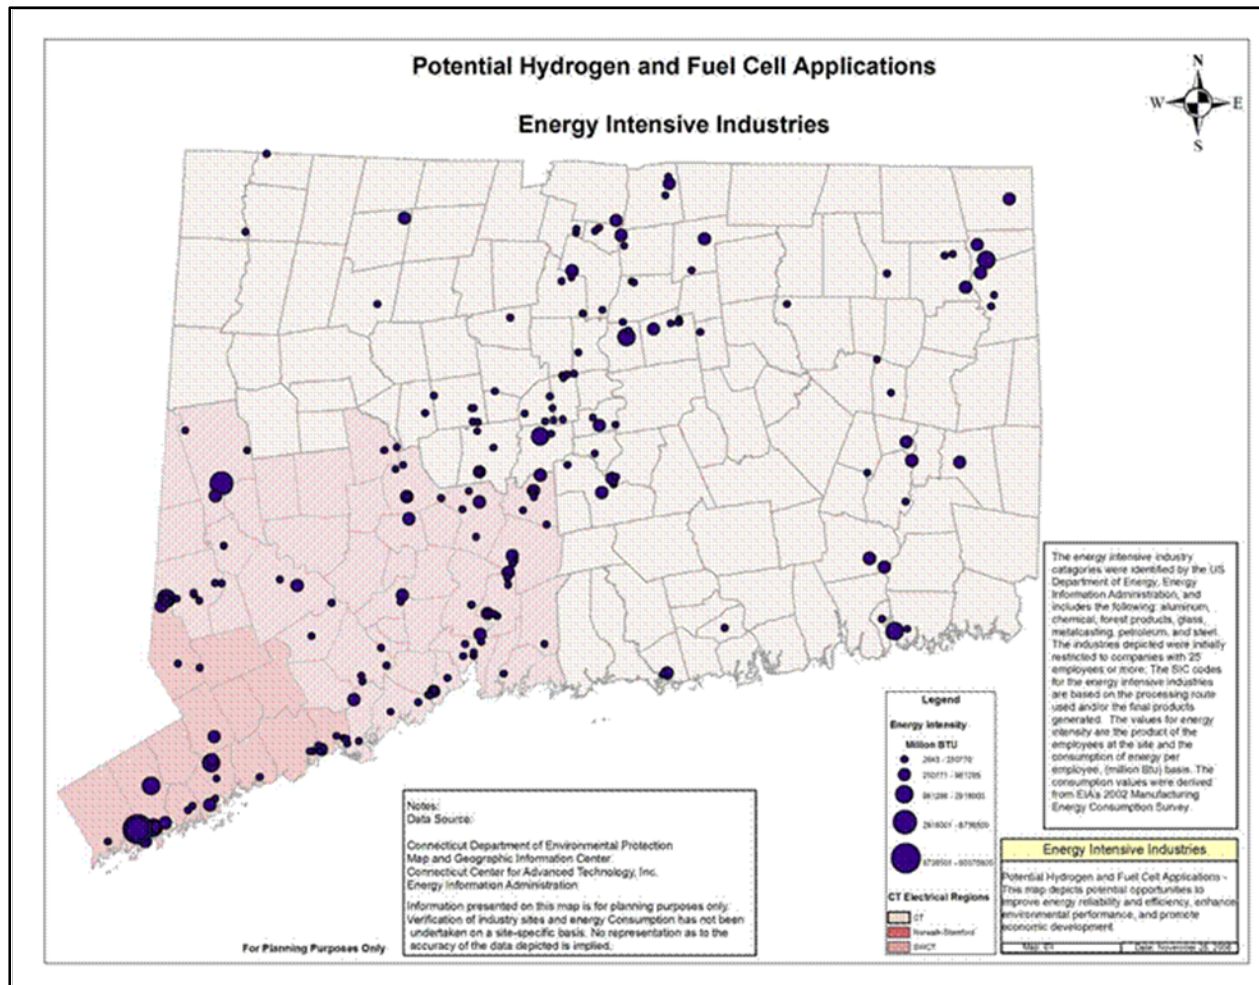 Potential Hydrogen and Fuel Cell Applications
Energy Intensive Industries
N
W E
S
The energy intensive industry
catagories were identified by the US
Department of Energy, Energy
Information Administration, and
includes the following: aluminum,
chemical, forest products, glass,
metalcasting, petroleum, and steel.
The industries depicted were initially
restricted to companies with 25
employees or more. The SIC codes
for the energy intensive industries
are based on the processing route
used and/or the final products
generated. The values for energy
intensity are the product of the
employees at the site and the
consumption of energy per
employee, (million Btu) basis. The
consumption values were derived
from EIA's 2002 Manufacturing
Energy Consumption Survey.
Legend
Energy Intensity
Million BTU
CT Electrical Regions
CT
Norwalk-Stamford
SWCT
Notes:
Data Source:
Connecticut Department of Environmental Protection
Map and Geographic Information Center
Connecticut Center for Advanced Technology, Inc.
Energy Information Administration
Information presented on this map is for planning purposes only.
Verification of industry sites and energy Consumption has not been
undertaken on a site-specific basis. No representation as to the
accuracy of the data depicted is implied.
For Planning Purposes Only
Energy Intensive Industries
Potential Hydrogen and Fuel Cell Applications -
This map depicts potential opportunities to
improve energy reliability and efficiency, enhance
environmental performance, and promote
economic development
Map: Date: November